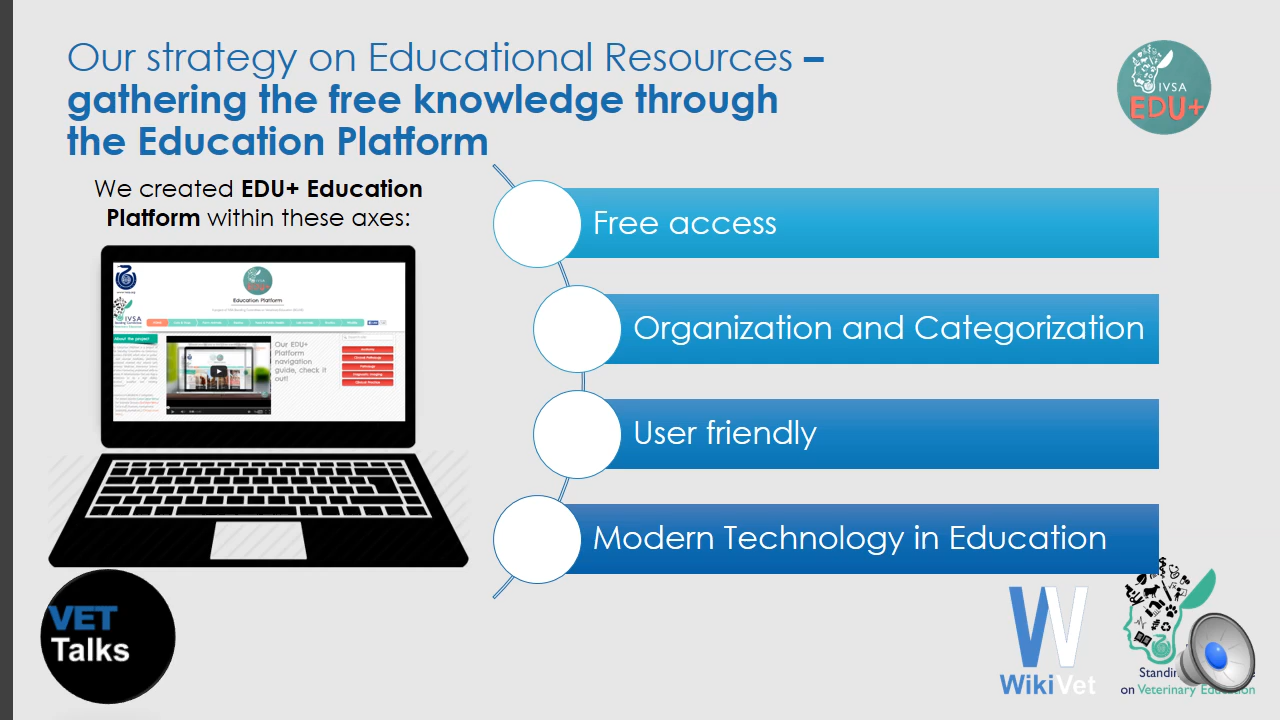 Our strategy on Educational Resources –
gathering the free knowledge through
the Education Platform
IVSA
EDU+
We created EDU+ Education
Platform within these axes:
Free access
Organization and Categorization
User friendly
Modern Technology in Education
IVSA
Education Platform
IVSA
About the project
Our EDU+
Platform
navigation
guide, check it
out!
VET
Talks
W
WikiVet
on Veterinary Education